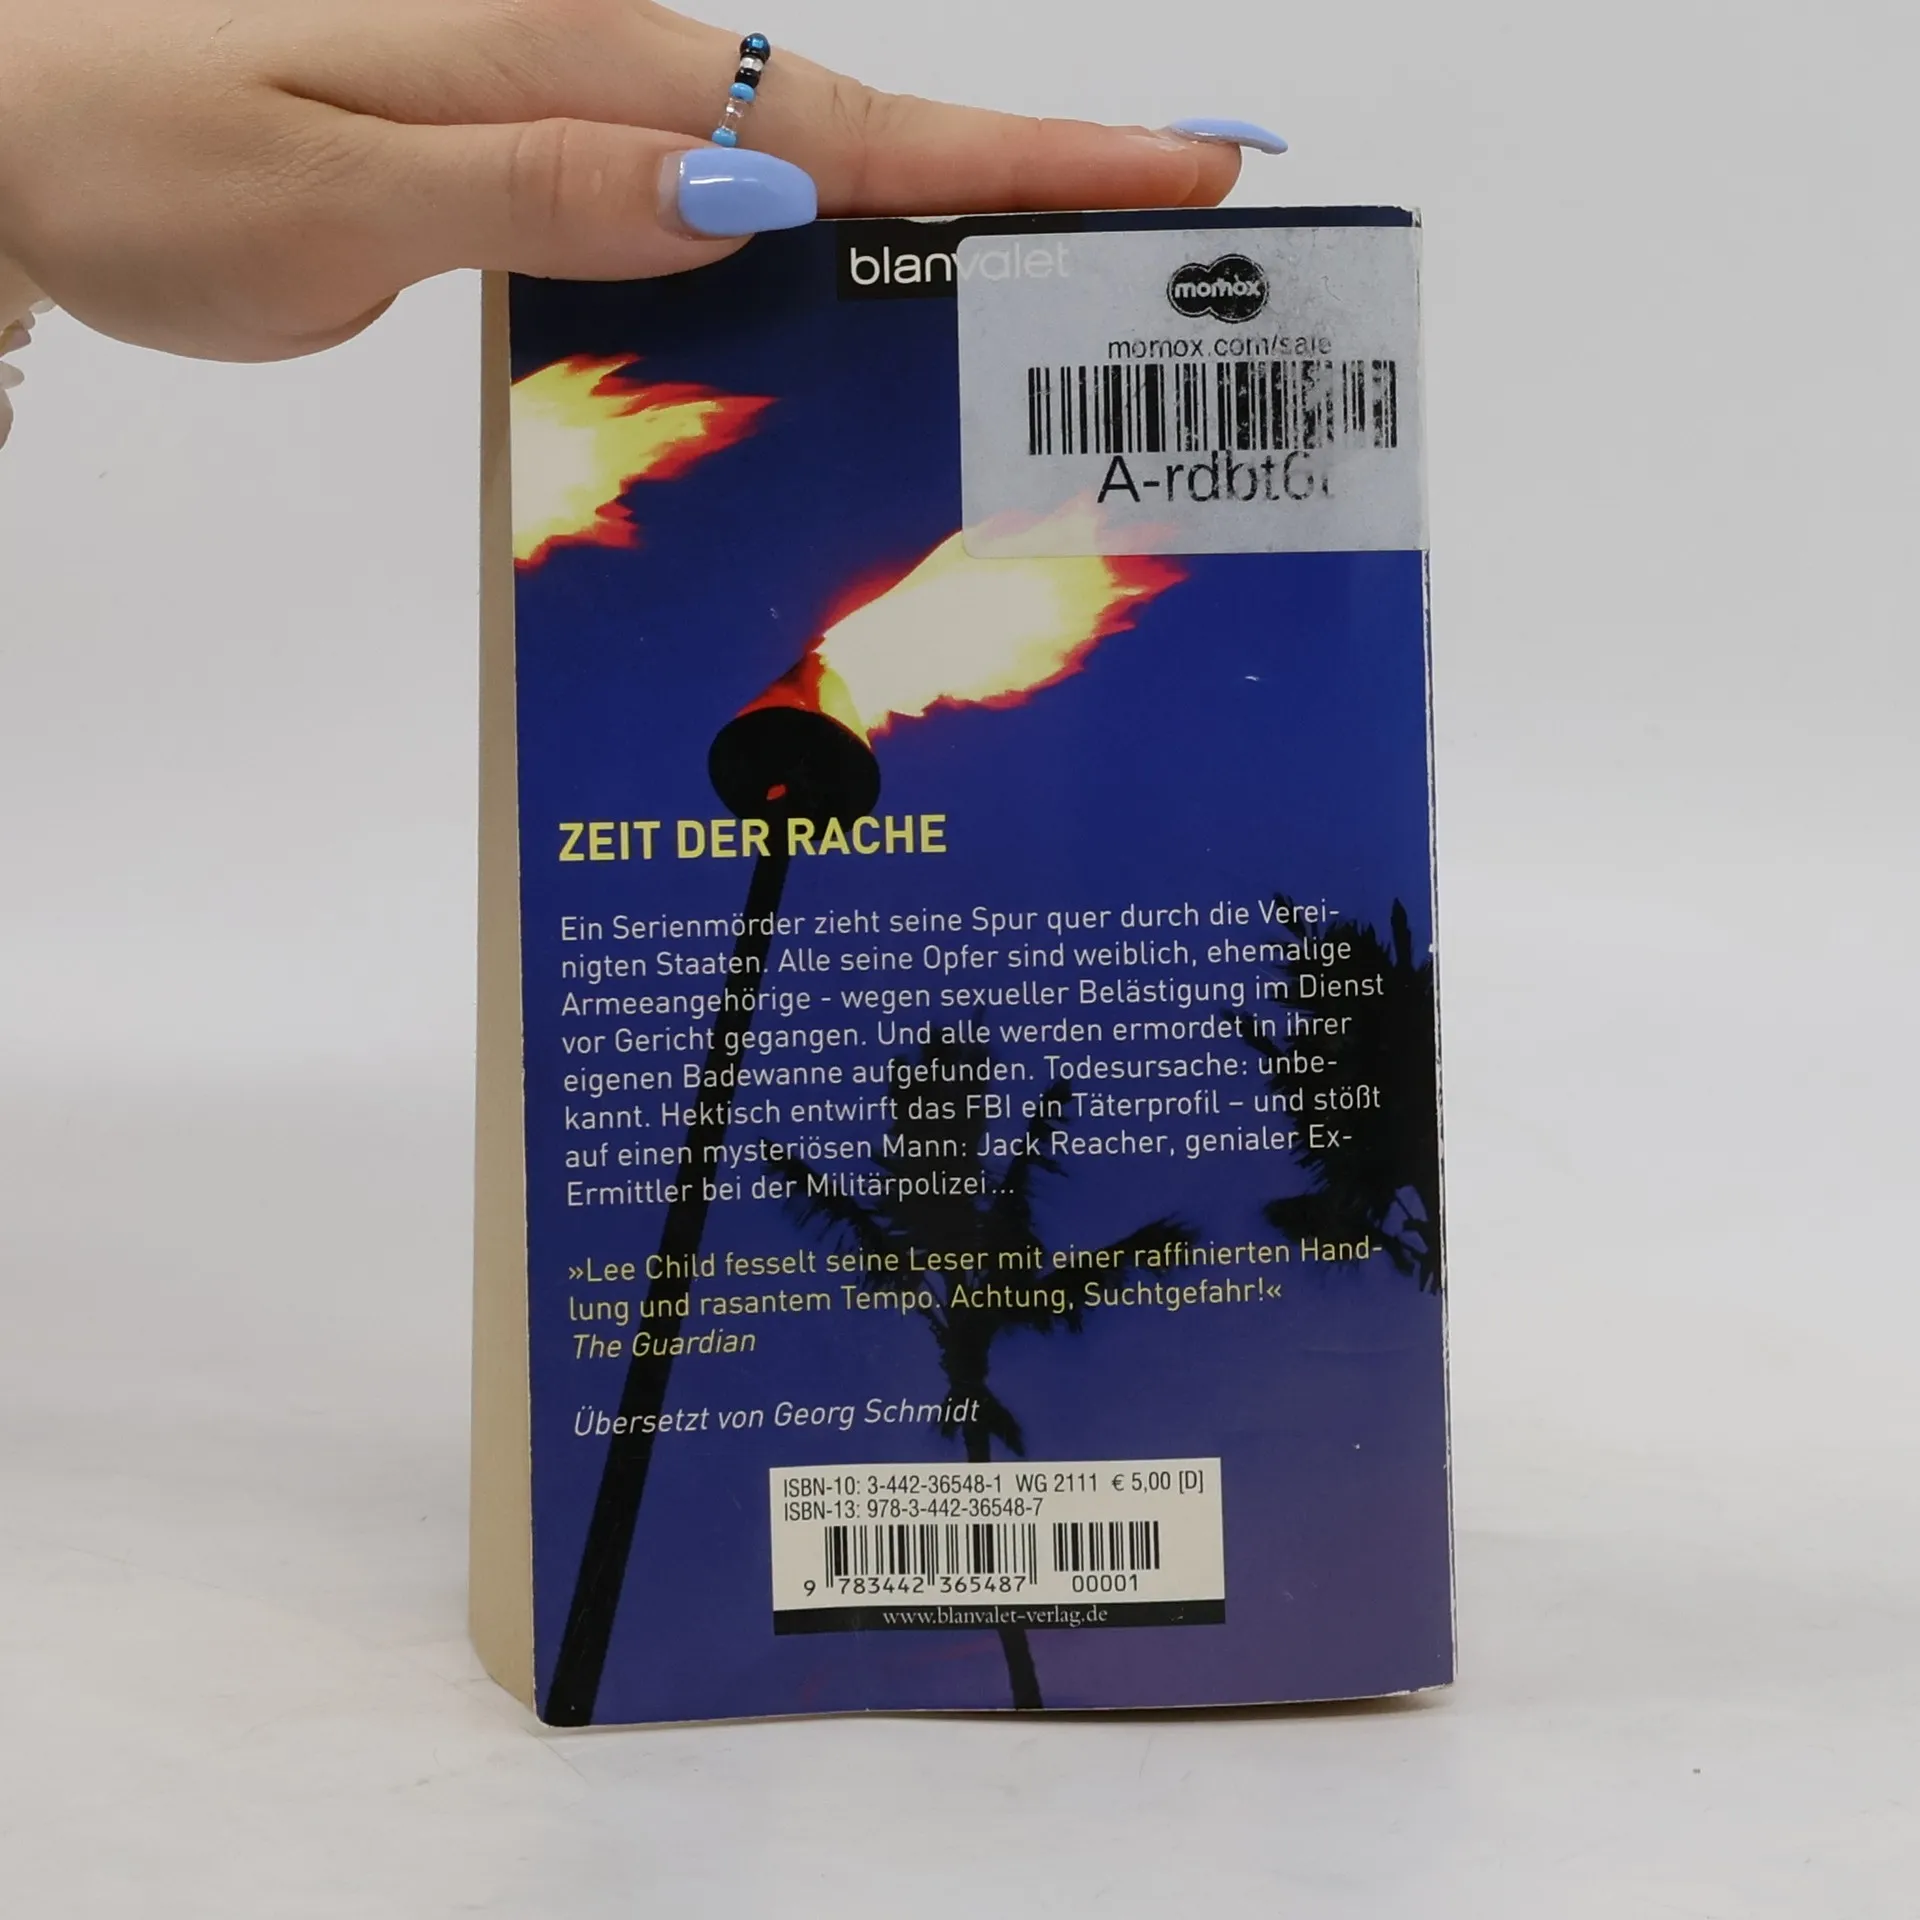 blanvalet
momox
momox.com/sale
ZEIT DER RACHE
Ein Serienmörder zieht seine Spur quer durch die Verei-
nigten Staaten. Alle seine Opfer sind weiblich, ehemalige
Armeeangehörige - wegen sexueller Belästigung im Dienst
vor Gericht gegangen. Und alle werden ermordet in ihrer
eigenen Badewanne aufgefunden. Todesursache: unbe-
kannt. Hektisch entwirft das FBI ein Täterprofil – und stößt
auf einen mysteriösen Mann: Jack Reacher, genialer Ex-
Ermittler bei der Militärpolizei...
»Lee Child fesselt seine Leser mit einer raffinierten Hand-
lung und rasantem Tempo. Achtung, Suchtgefahr!«
The Guardian
Übersetzt von Georg Schmidt
ISBN-10: 3-442-36548-1 WG 2111 € 5,00 [D]
ISBN-13: 978-3-442-36548-7
9 783442 365487 00001
www.blanvalet-verlag.de